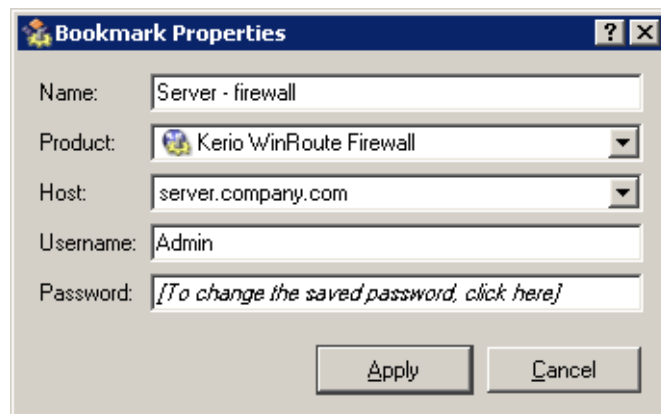 Bookmark Properties
Name: Server - firewall
Product: Kerio WinRoute Firewall
Host: server.company.com
Username: Admin
Password: [To change the saved password, click here]
Apply Cancel